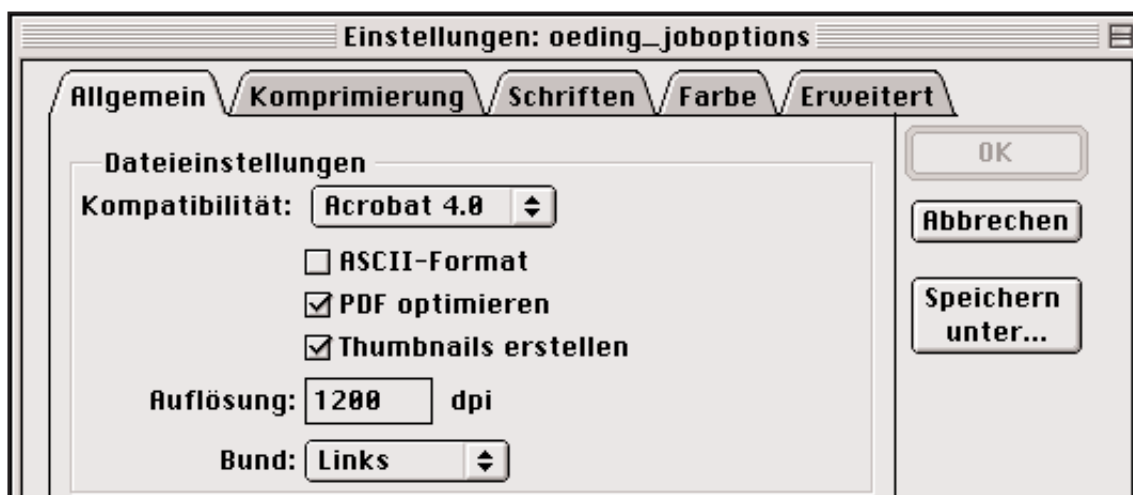 Einstellungen: oeding_joboptions
Allgemein Komprimierung Schriften Farbe Erweitert
Dateieinstellungen
Kompatibilität: Acrobat 4.0
ASCII-Format
PDF optimieren
Thumbnails erstellen
Auflösung: 1200 dpi
Bund: Links
OK
Abbrechen
Speichern
unter...